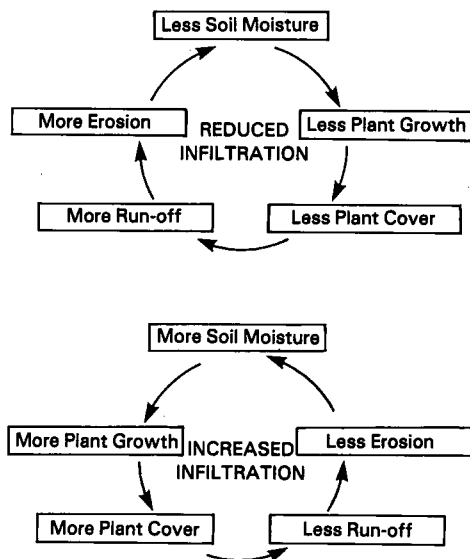 Less Soil Moisture
More Erosion
REDUCED
INFILTRATION
Less Plant Growth
More Run-off
Less Plant Cover
More Soil Moisture
More Plant Growth
INCREASED
INFILTRATION
Less Erosion
More Plant Cover
Less Run-off